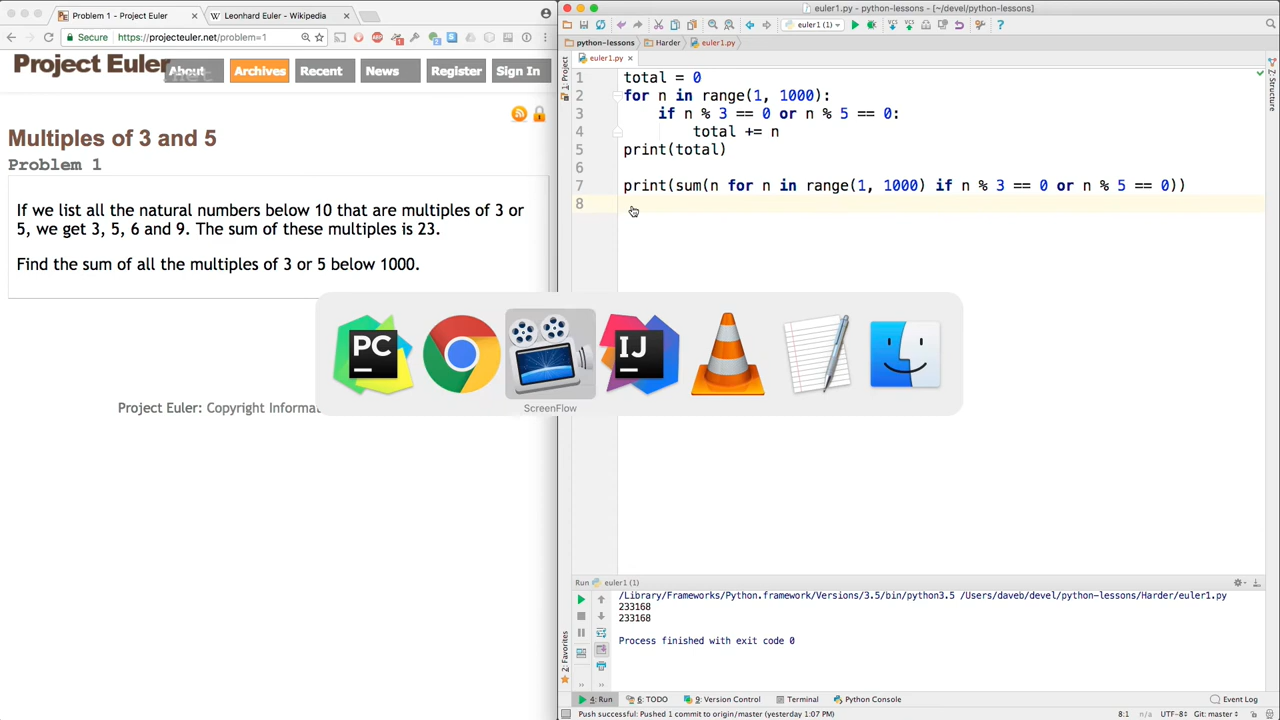 Problem 1 - Project Euler
Leonhard Euler - Wikipedia
Secure
https://projecteuler.net/problem=1
Project Euler
.net
About
Archives
Recent
News
Register
Sign In
Multiples of 3 and 5
Problem 1
If we list all the natural numbers below 10 that are multiples of 3 or
5, we get 3, 5, 6 and 9. The sum of these multiples is 23.
Find the sum of all the multiples of 3 or 5 below 1000.
Project Euler: Copyright Informat
euler1.py - python-lessons - [~/devel/python-lessons]
euler1 (1)
python-lessons
Harder
euler1.py
euler1.py
1: Project
Z: Structure
1 total = 0
2 for n in range(1, 1000):
3 if n % 3 == 0 or n % 5 == 0:
4 total += n
5 print(total)
6
7 print(sum(n for n in range(1, 1000) if n % 3 == 0 or n % 5 == 0))
8
PC
IJ
ScreenFlow
Run euler1 (1)
/Library/Frameworks/Python.framework/Versions/3.5/bin/python3.5 /Users/daveb/devel/python-lessons/Harder/euler1.py
233168
233168
Process finished with exit code 0
2: Favorites
4: Run
6: TODO
9: Version Control
Terminal
Python Console
Event Log
Push successful: Pushed 1 commit to origin/master (yesterday 1:07 PM)
8:1
n/a
UTF-8
Git: master